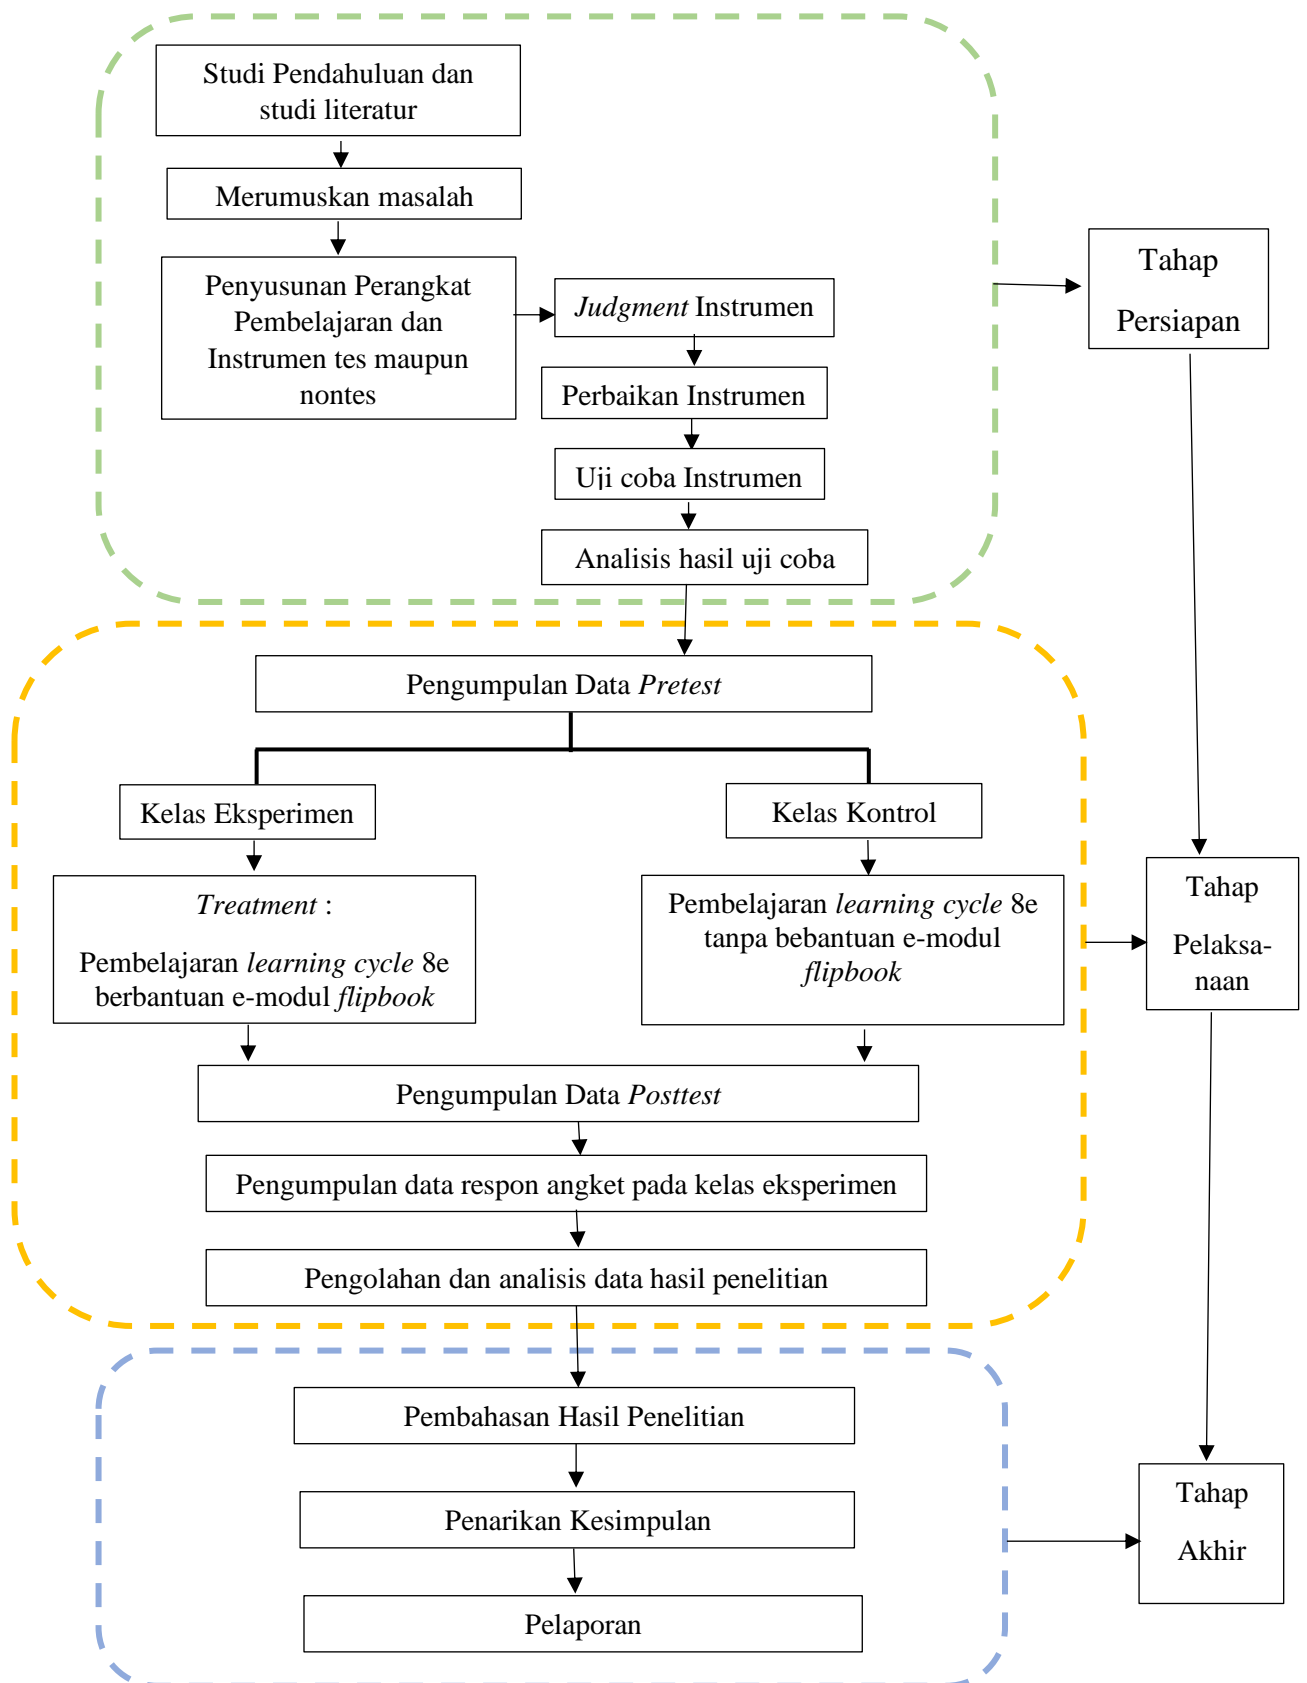 Studi Pendahuluan dan
studi literatur
Merumuskan masalah
Penyusunan Perangkat
Pembelajaran dan
Instrumen tes maupun
nontes
Judgment Instrumen
Perbaikan Instrumen
Uji coba Instrumen
Analisis hasil uji coba
Tahap
Persiapan
Pengumpulan Data Pretest
Kelas Eksperimen
Kelas Kontrol
Treatment :
Pembelajaran learning cycle 8e
berbantuan e-modul flipbook
Pembelajaran learning cycle 8e
tanpa bebantuan e-modul
flipbook
Tahap
Pelaksa-
naan
Pengumpulan Data Posttest
Pengumpulan data respon angket pada kelas eksperimen
Pengolahan dan analisis data hasil penelitian
Pembahasan Hasil Penelitian
Penarikan Kesimpulan
Pelaporan
Tahap
Akhir